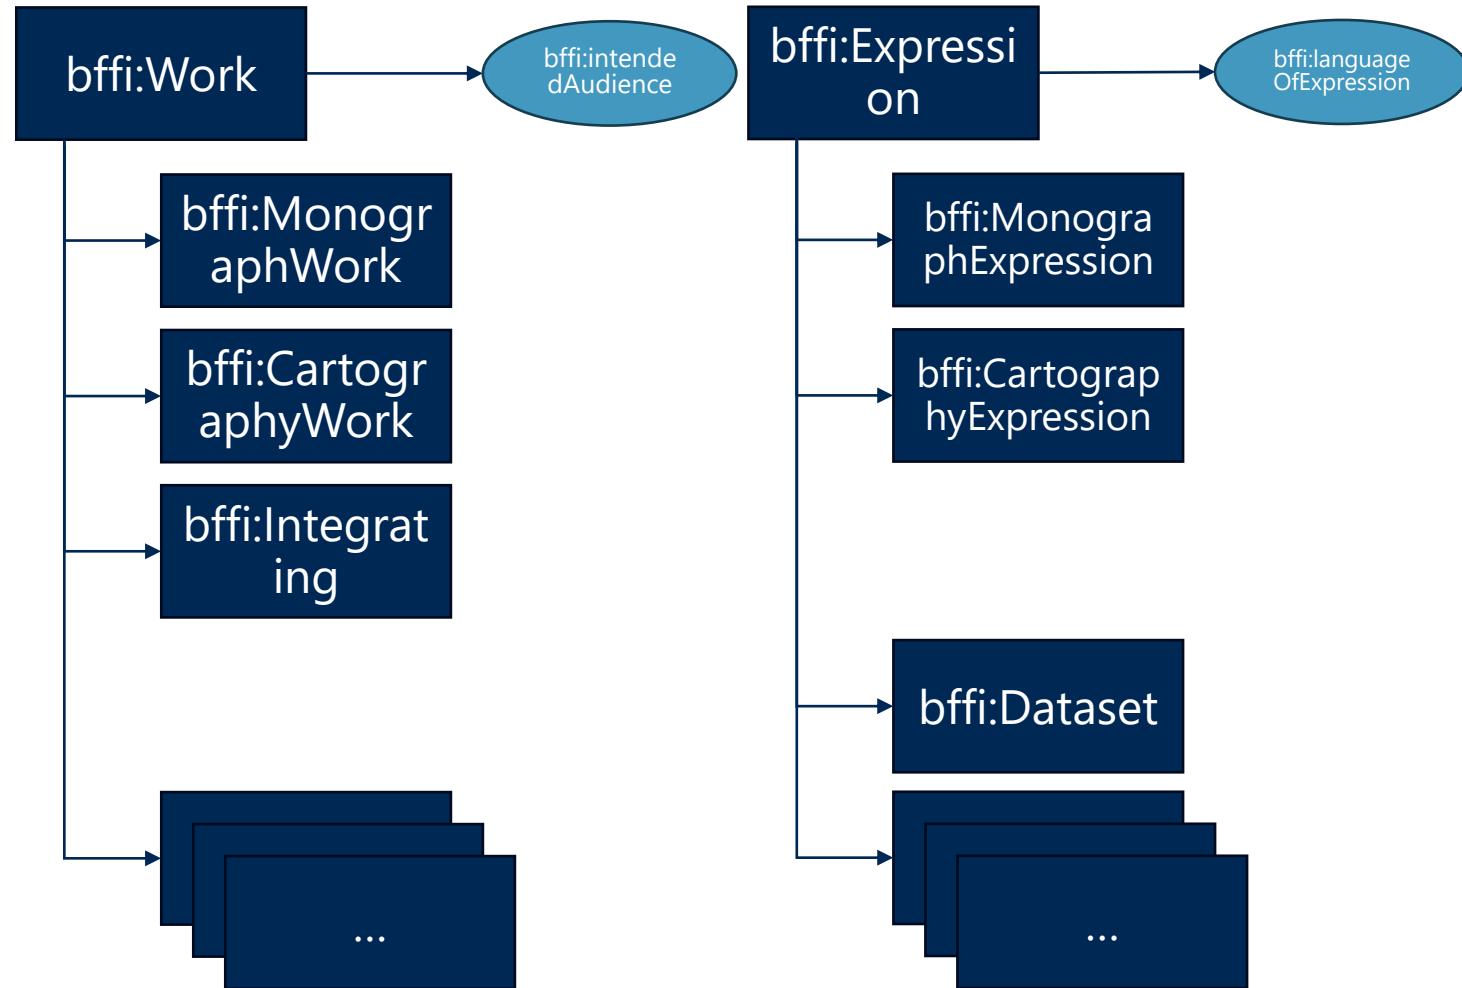 bffi:Work
bffi:intende
dAudience
bffi:Monogr
aphWork
bffi:Cartogr
aphyWork
bffi:Integrat
ing
...
bffi:Expressi
on
bffi:language
OfExpression
bffi:Monogra
phExpression
bffi:Cartograp
hyExpression
bffi:Dataset
...